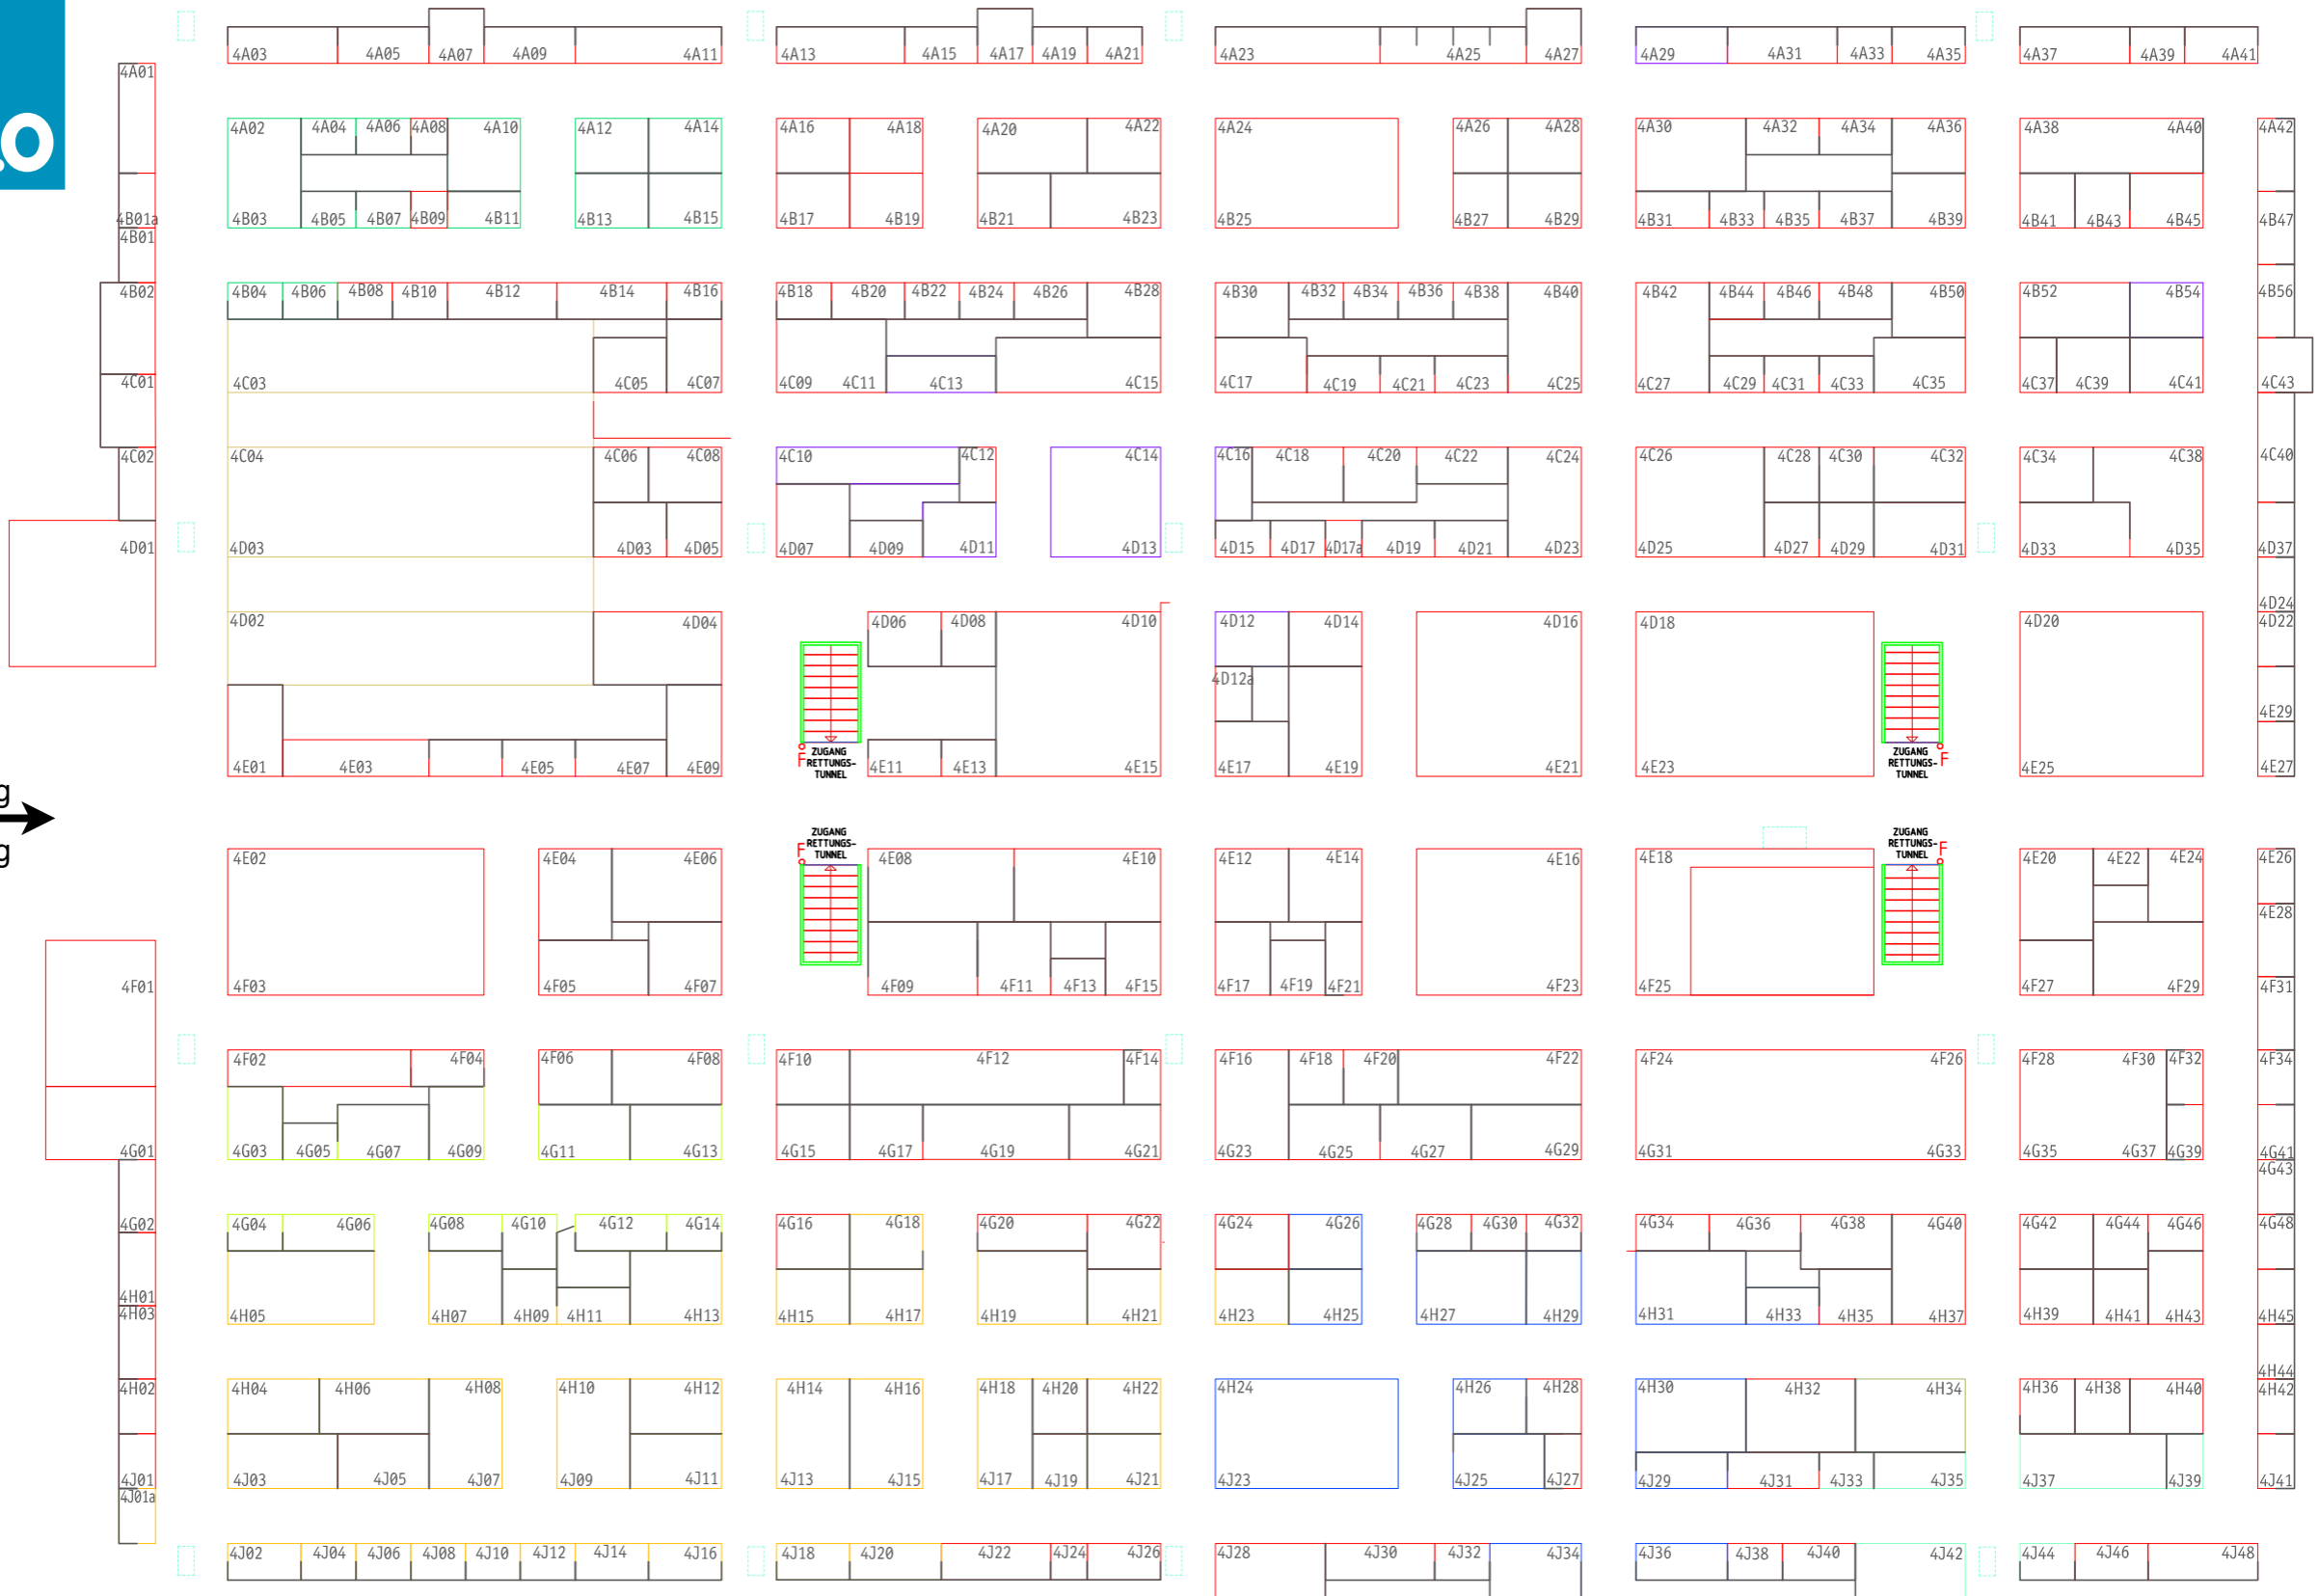 4A03 4A05 4A07 4A09 4A11 4A13 4A15 4A17 4A19 4A21 4A23 4A25 4A27 4A29 4A31 4A33 4A35 4A37 4A39 4A41
4A01
.O
4A02 4A04 4A06 4A08 4A10 4A12 4A14 4A16 4A18 4A20 4A22 4A24 4A26 4A28 4A30 4A32 4A34 4A36 4A38 4A40 4A42
4B01a 4B03 4B05 4B07 4B09 4B11 4B13 4B15 4B17 4B19 4B21 4B23 4B25 4B27 4B29 4B31 4B33 4B35 4B37 4B39 4B41 4B43 4B45 4B47
4B01
4B02 4B04 4B06 4B08 4B10 4B12 4B14 4B16 4B18 4B20 4B22 4B24 4B26 4B28 4B30 4B32 4B34 4B36 4B38 4B40 4B42 4B44 4B46 4B48 4B50 4B52 4B54 4B56
4C01 4C03 4C05 4C07 4C09 4C11 4C13 4C15 4C17 4C19 4C21 4C23 4C25 4C27 4C29 4C31 4C33 4C35 4C37 4C39 4C41 4C43
4C02 4C04 4C06 4C08 4C10 4C12 4C14 4C16 4C18 4C20 4C22 4C24 4C26 4C28 4C30 4C32 4C34 4C38 4C40
4D01 4D03 4D03 4D05 4D07 4D09 4D11 4D13 4D15 4D17 4D17a 4D19 4D21 4D23 4D25 4D27 4D29 4D31 4D33 4D35 4D37
4D24
4D02 4D04 4D06 4D08 4D10 4D12 4D14 4D16 4D18 4D20 4D22
4D12a
4E29
ZUGANG ZUGANG
F RETTUNGS- RETTUNGS- F
TUNNEL TUNNEL
4E01 4E03 4E05 4E07 4E09 4E11 4E13 4E15 4E17 4E19 4E21 4E23 4E25 4E27
g
g
ZUGANG ZUGANG
F RETTUNGS- RETTUNGS- F
TUNNEL TUNNEL
4E02 4E04 4E06 4E08 4E10 4E12 4E14 4E16 4E18 4E20 4E22 4E24 4E26
4E28
4F01 4F03 4F05 4F07 4F09 4F11 4F13 4F15 4F17 4F19 4F21 4F23 4F25 4F27 4F29 4F31
4F02 4F04 4F06 4F08 4F10 4F12 4F14 4F16 4F18 4F20 4F22 4F24 4F26 4F28 4F30 4F32 4F34
4G01 4G03 4G05 4G07 4G09 4G11 4G13 4G15 4G17 4G19 4G21 4G23 4G25 4G27 4G29 4G31 4G33 4G35 4G37 4G39 4G41
4G43
4G02 4G04 4G06 4G08 4G10 4G12 4G14 4G16 4G18 4G20 4G22 4G24 4G26 4G28 4G30 4G32 4G34 4G36 4G38 4G40 4G42 4G44 4G46 4G48
4H01
4H03 4H05 4H07 4H09 4H11 4H13 4H15 4H17 4H19 4H21 4H23 4H25 4H27 4H29 4H31 4H33 4H35 4H37 4H39 4H41 4H43 4H45
4H44
4H02 4H04 4H06 4H08 4H10 4H12 4H14 4H16 4H18 4H20 4H22 4H24 4H26 4H28 4H30 4H32 4H34 4H36 4H38 4H40 4H42
4J01 4J03 4J05 4J07 4J09 4J11 4J13 4J15 4J17 4J19 4J21 4J23 4J25 4J27 4J29 4J31 4J33 4J35 4J37 4J39 4J41
4J01a
4J02 4J04 4J06 4J08 4J10 4J12 4J14 4J16 4J18 4J20 4J22 4J24 4J26 4J28 4J30 4J32 4J34 4J36 4J38 4J40 4J42 4J44 4J46 4J48